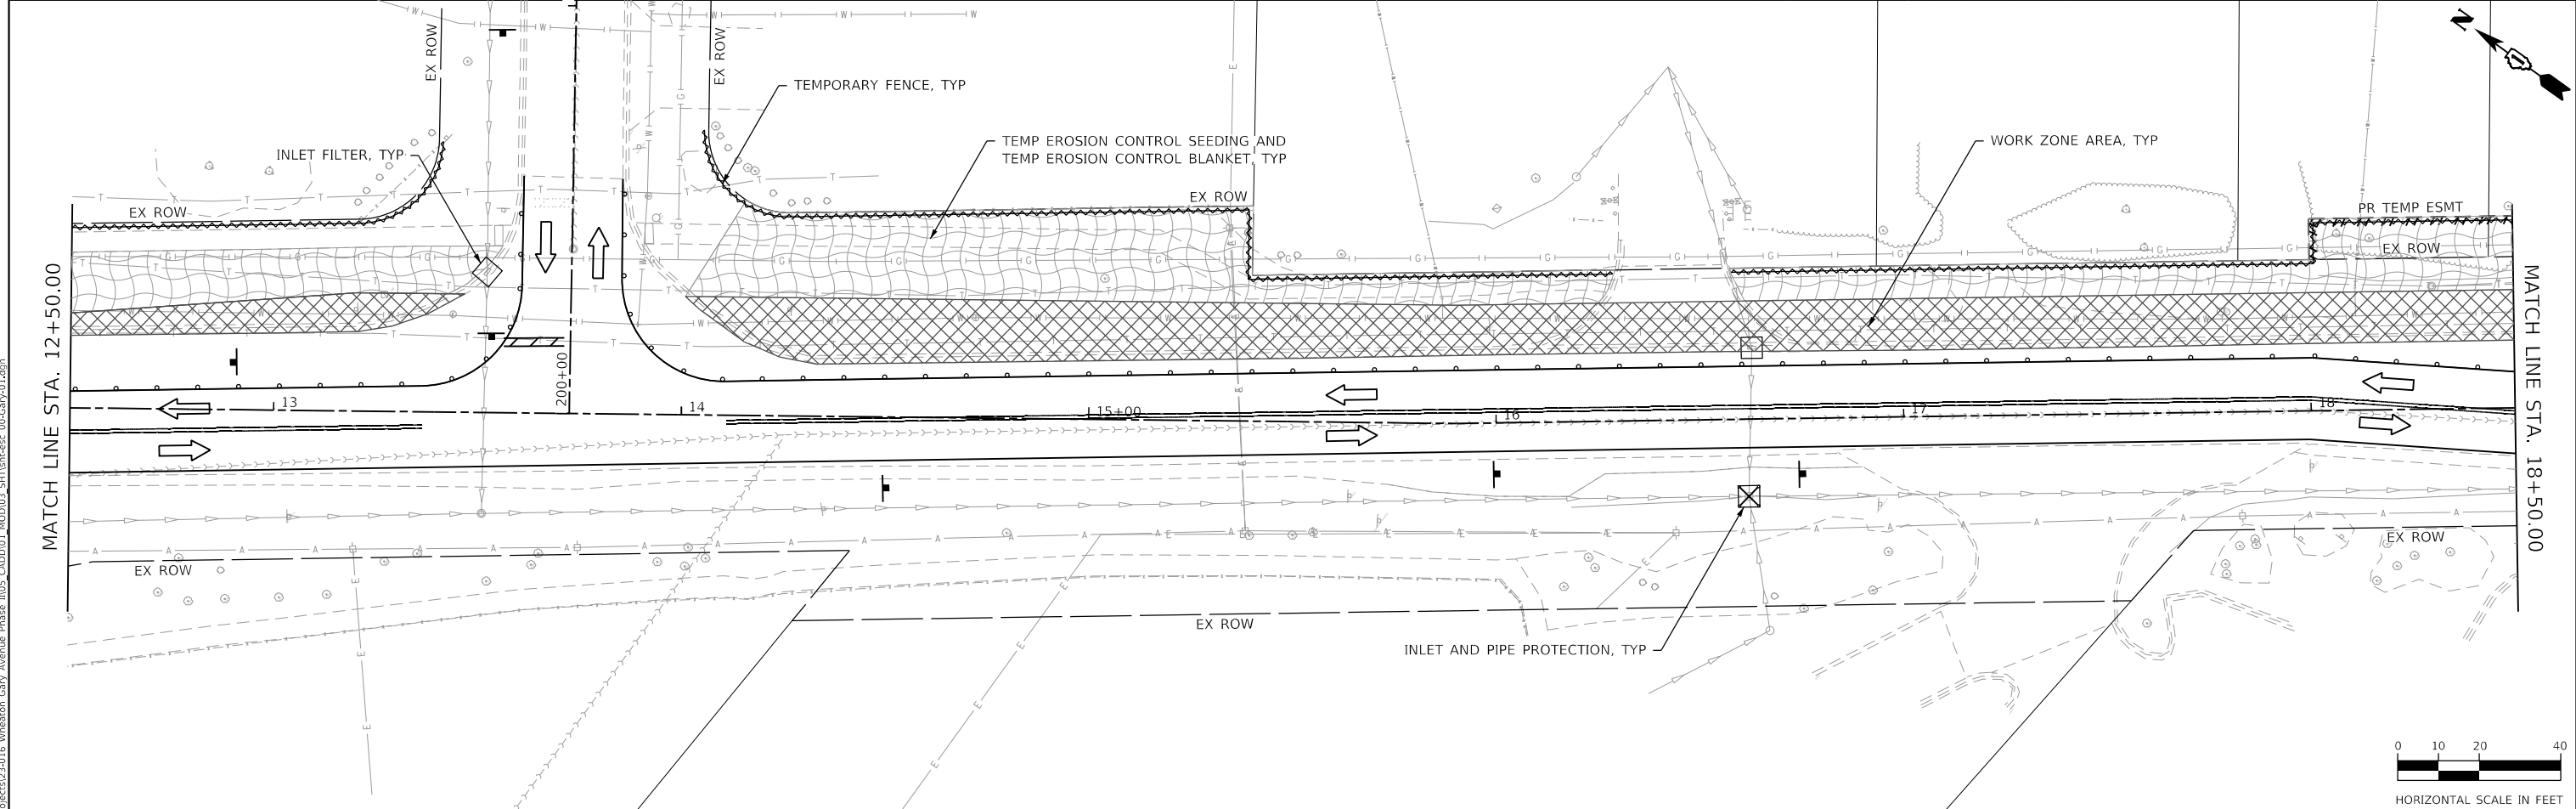 N
EX ROW
EX ROW
TEMPORARY FENCE, TYP
INLET FILTER, TYP
TEMP EROSION CONTROL SEEDING AND
TEMP EROSION CONTROL BLANKET, TYP
WORK ZONE AREA, TYP
EX ROW
EX ROW
PR TEMP ESMT
EX ROW
MATCH LINE STA. 12+50.00
MATCH LINE STA. 18+50.00
200+00
13
14
15+00
16
17
18
EX ROW
EX ROW
EX ROW
INLET AND PIPE PROTECTION, TYP
0 10 20 40
HORIZONTAL SCALE IN FEET